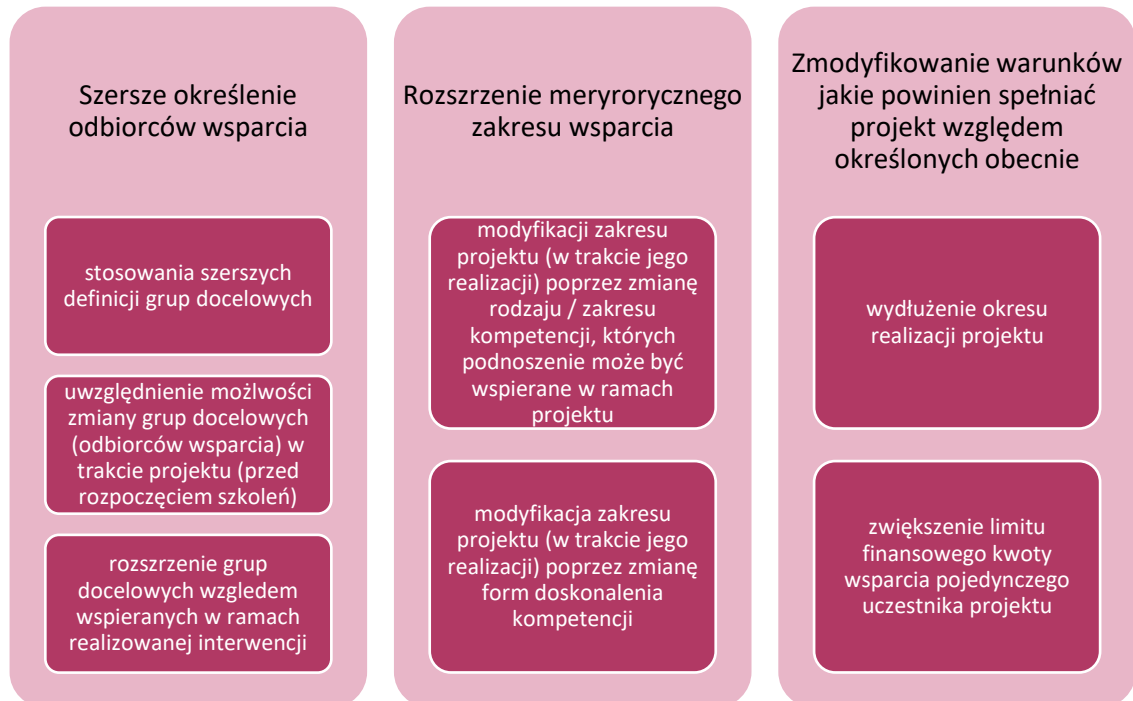 Szersze określenie
odbiorców wsparcia
stosowania szerszych
definicji grup docelowych
uwzględnienie możlwości
zmiany grup docelowych
(odbiorców wsparcia) w
trakcie projektu (przed
rozpoczęciem szkoleń)
rozszrzenie grup
docelowych wzgledem
wspieranych w ramach
realizowanej interwencji
Rozszrzenie meryrorycznego
zakresu wsparcia
modyfikacji zakresu
projektu (w trakcie jego
realizacji) poprzez zmianę
rodzaju / zakresu
kompetencji, których
podnoszenie może być
wspierane w ramach
projektu
modyfikacja zakresu
projektu (w trakcie jego
realizacji) poprzez zmianę
form doskonalenia
kompetencji
Zmodyfikowanie warunków
jakie powinien spełniać
projekt względem
określonych obecnie
wydłużenie okresu
realizacji projektu
zwiększenie limitu
finansowego kwoty
wsparcia pojedynczego
uczestnika projektu